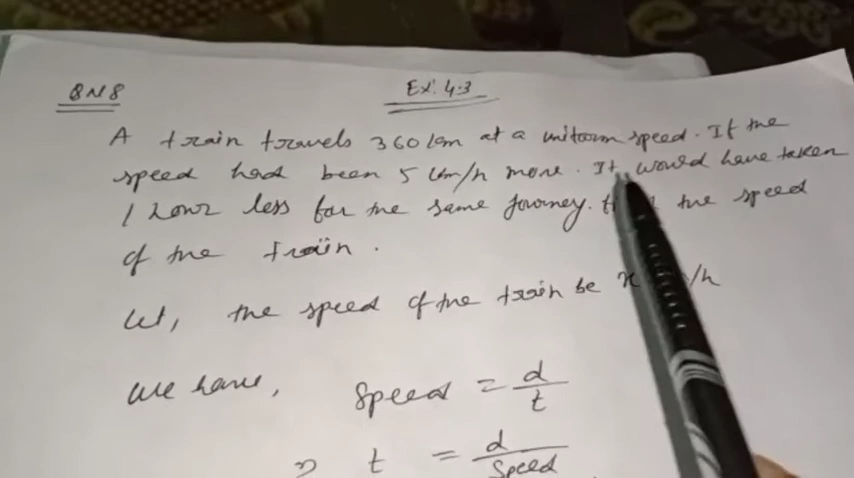 QN8
Ex: 4.3
A train travels 360 km at a uniform speed. If the
speed had been 5 km/h more. It would have taken
1 hour less for the same journey. the speed
of the train.
Let, the speed of the train be x /h
We have, Speed = d/t
⇒ t = d/Speed